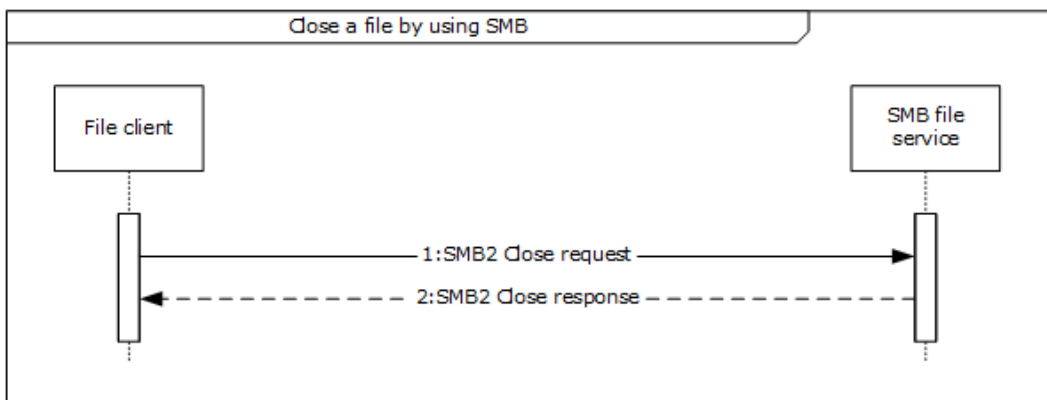 Close a file by using SMB
File client
SMB file
service
1:SMB2 Close request
2:SMB2 Close response